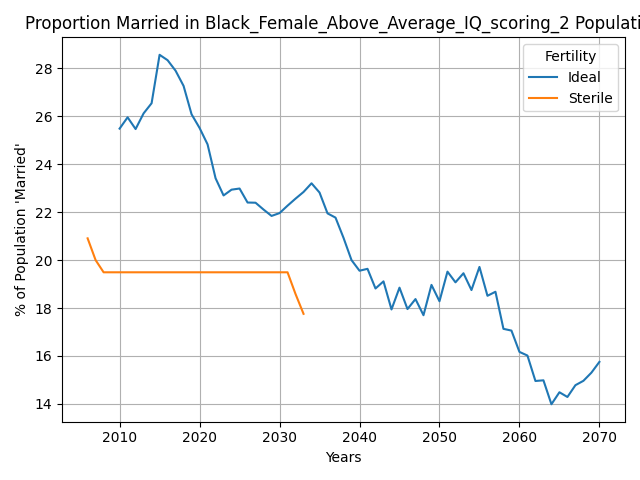 Proportion Married in Black_Female_Above_Average_IQ_scoring_2 Populati
Fertility
Ideal
Sterile
28
26
24
22
20
18
16
14
% of Population 'Married'
2010 2020 2030 2040 2050 2060 2070
Years